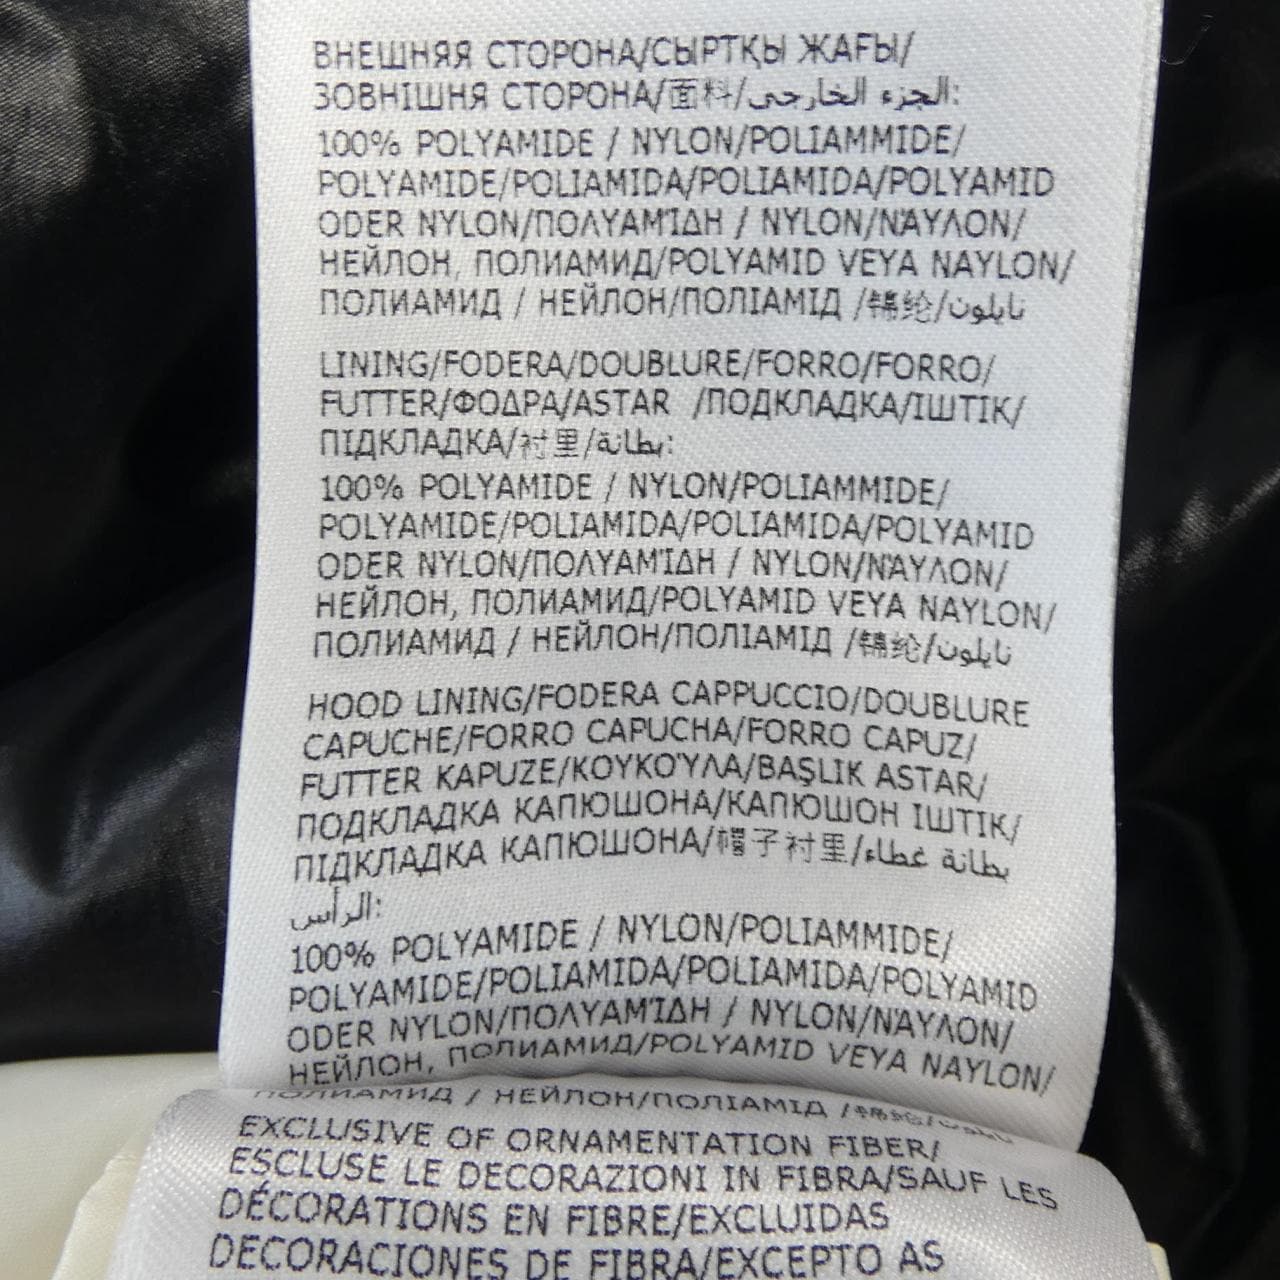 ВНЕШНЯЯ СТОРОНА/СЫРТҚЫ ЖАҒЫ/
ЗОВНІШНЯ СТОРОНА/面料/الجزء الخارجي:
100% POLYAMIDE / NYLON/POLIAMMIDE/
POLYAMIDE/POLIAMIDA/POLIAMIDA/POLYAMID
ODER NYLON/ΠΟΛΥΑΜΊΔΗ / NYLON/ΝΆΥΛΟΝ/
НЕЙЛОН, ПОЛИАМИД/POLYAMID VEYA NAYLON/
ПОЛИАМИД / НЕЙЛОН/ПОЛІАМІД /锦纶/نايلون
LINING/FODERA/DOUBLURE/FORRO/FORRO/
FUTTER/ΦΟΔΡΑ/ASTAR /ПОДКЛАДКА/ІШТІК/
ПІДКЛАДКА/衬里/بطانة:
100% POLYAMIDE / NYLON/POLIAMMIDE/
POLYAMIDE/POLIAMIDA/POLIAMIDA/POLYAMID
ODER NYLON/ΠΟΛΥΑΜΊΔΗ / NYLON/ΝΆΥΛΟΝ/
НЕЙЛОН, ПОЛИАМИД/POLYAMID VEYA NAYLON/
ПОЛИАМИД / НЕЙЛОН/ПОЛІАМІД /锦纶/نايلون
HOOD LINING/FODERA CAPPUCCIO/DOUBLURE
CAPUCHE/FORRO CAPUCHA/FORRO CAPUZ/
FUTTER KAPUZE/ΚΟΥΚΟΎΛΑ/BAŞLIK ASTAR/
ПОДКЛАДКА КАПЮШОНА/КАПЮШОН ІШТІК/
ПІДКЛАДКА КАПЮШОНА/帽子衬里/بطانة غطاء
الرأس:
100% POLYAMIDE / NYLON/POLIAMMIDE/
POLYAMIDE/POLIAMIDA/POLIAMIDA/POLYAMID
ODER NYLON/ΠΟΛΥΑΜΊΔΗ / NYLON/ΝΆΥΛΟΝ/
НЕЙЛОН, ПОЛИАМИД/POLYAMID VEYA NAYLON/
ПОЛИАМИД / НЕЙЛОН/ПОЛІАМІД /锦纶/نايلون
EXCLUSIVE OF ORNAMENTATION FIBER/
ESCLUSE LE DECORAZIONI IN FIBRA/SAUF LES
DÉCORATIONS EN FIBRE/EXCLUIDAS
DECORACIONES DE FIBRA/EXCEPTO AS